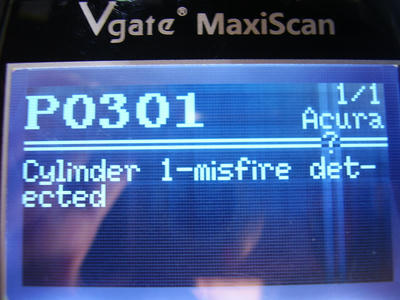 Vgate® MaxiScan
P0301
1/1
Acura
?
Cylinder 1-misfire det-
ected